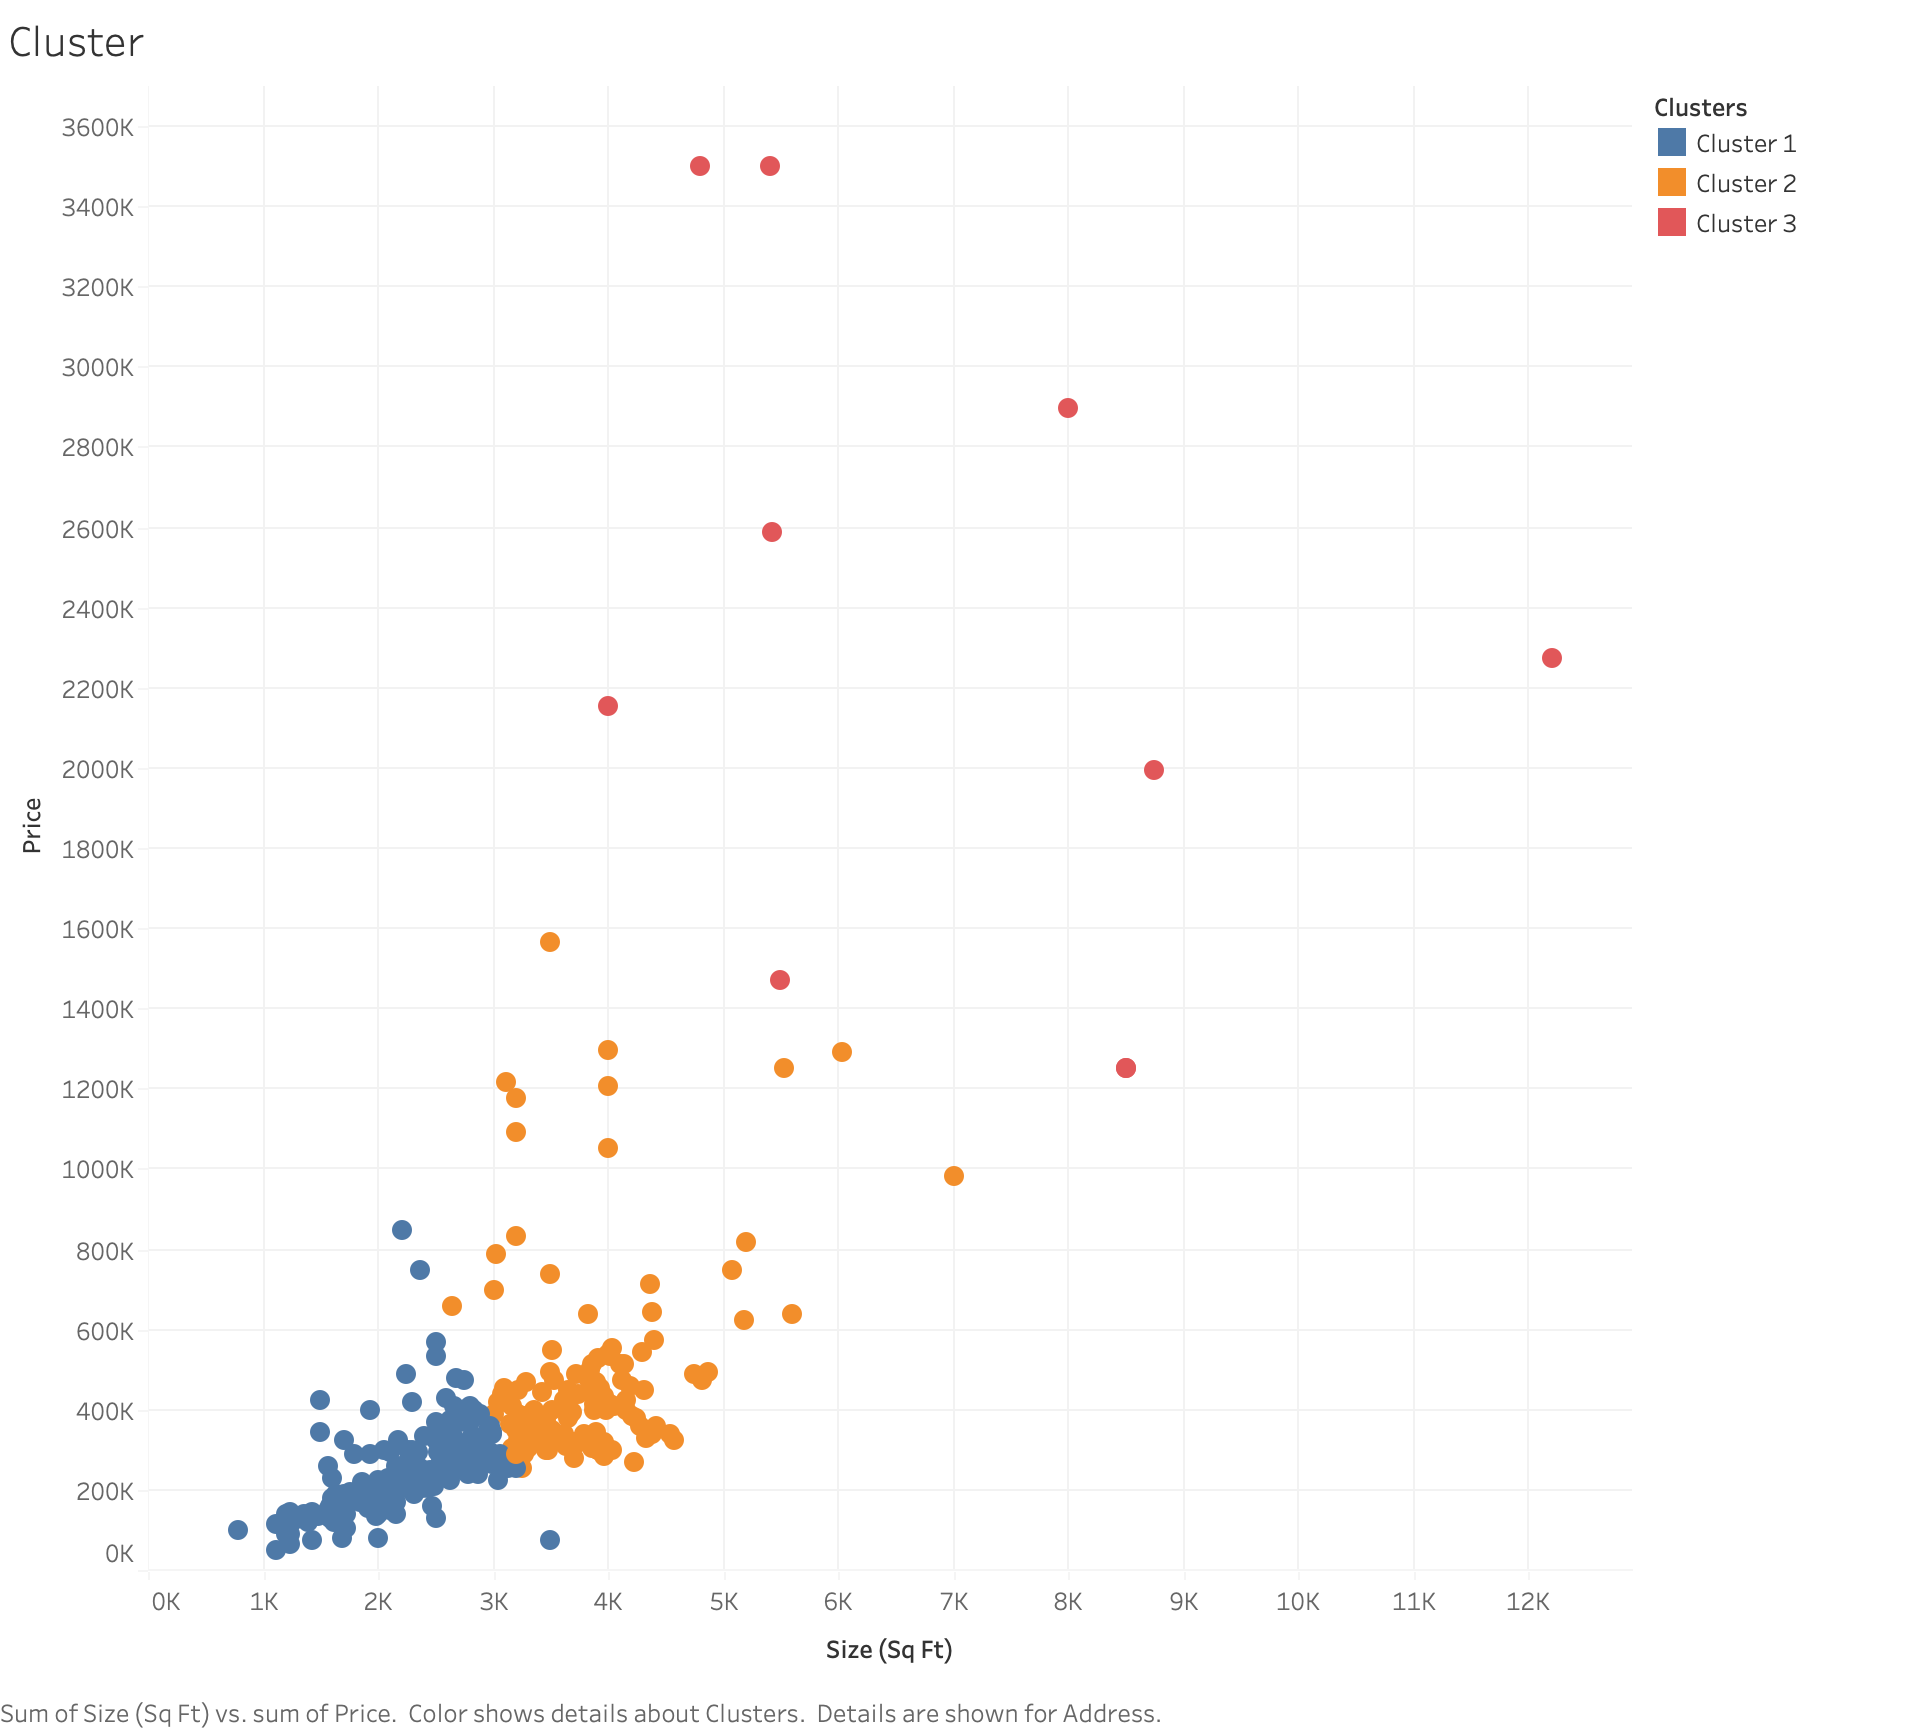 Cluster
Clusters
Cluster 1
Cluster 2
Cluster 3
3600K
3400K
3200K
3000K
2800K
2600K
2400K
2200K
2000K
1800K
1600K
1400K
1200K
1000K
800K
600K
400K
200K
0K
Price
0K 1K 2K 3K 4K 5K 6K 7K 8K 9K 10K 11K 12K
Size (Sq Ft)
Sum of Size (Sq Ft) vs. sum of Price.  Color shows details about Clusters.  Details are shown for Address.